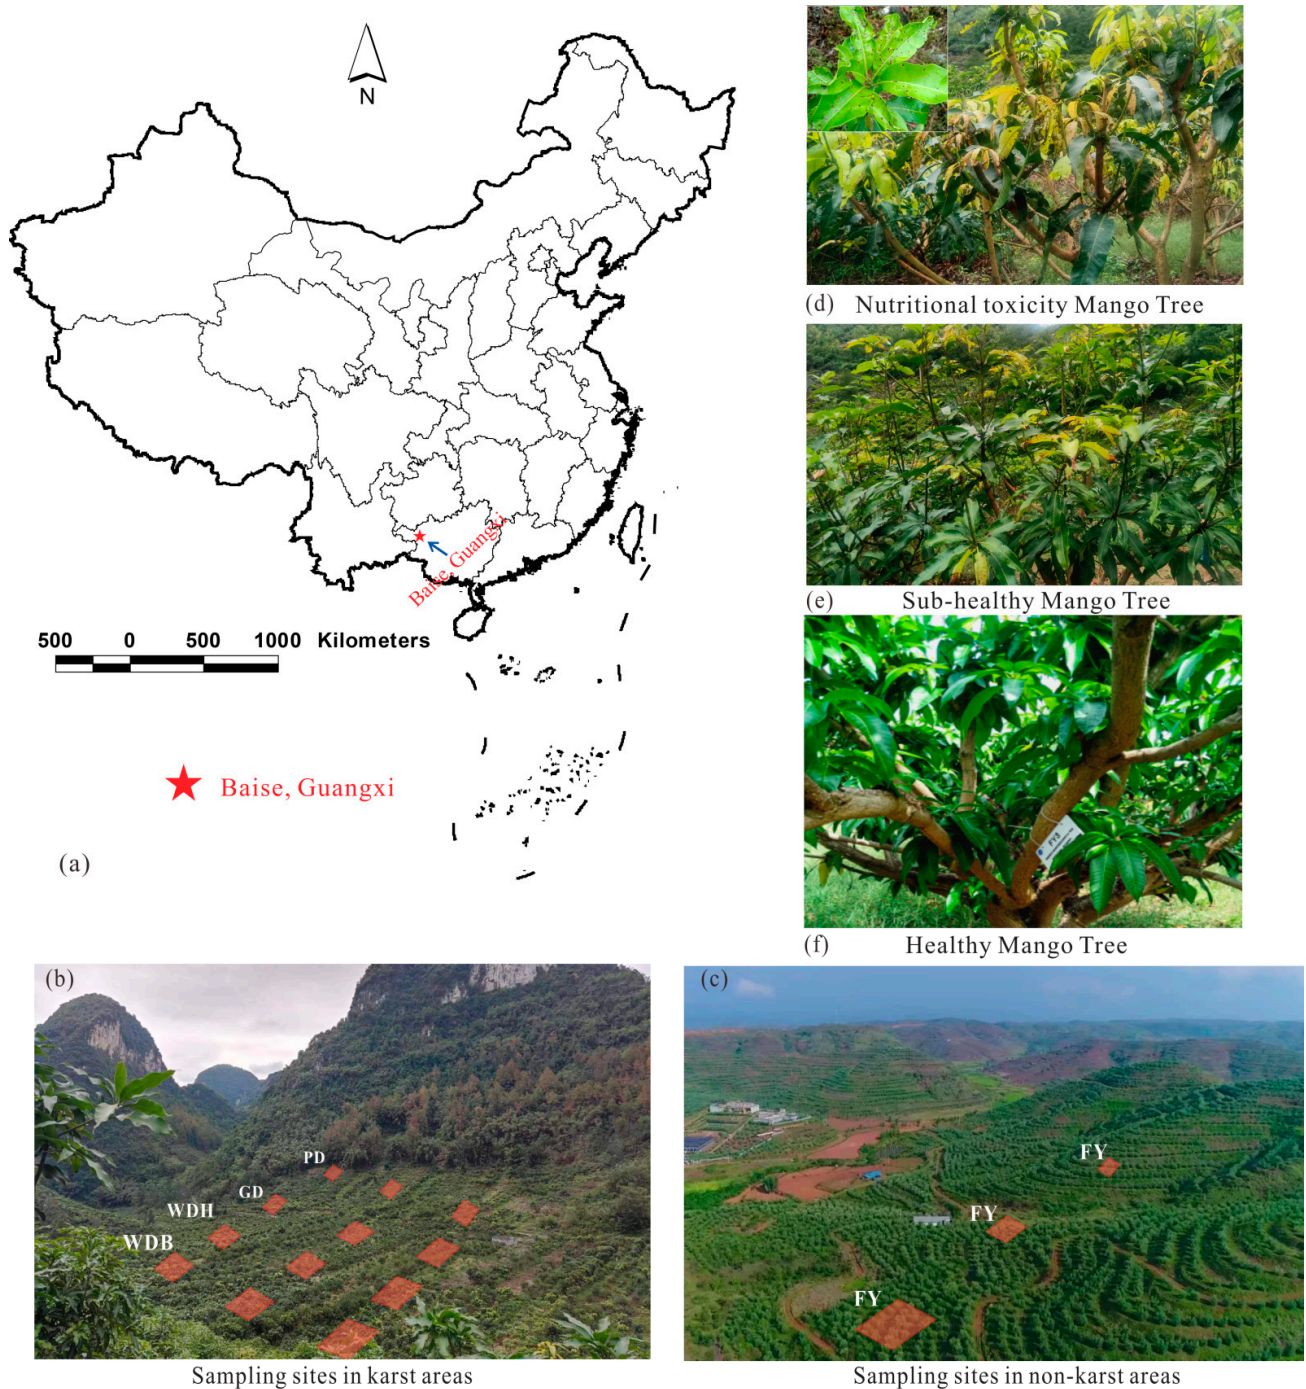 N
(d) Nutritional toxicity Mango Tree
(e) Sub-healthy Mango Tree
Baise, Guangxi
500 0 500 1000 Kilometers
Baise, Guangxi
(a)
FY3
(f) Healthy Mango Tree
(b)
PD
GD
WDH
WDB
Sampling sites in karst areas
(c)
FY
FY
FY
Sampling sites in non-karst areas